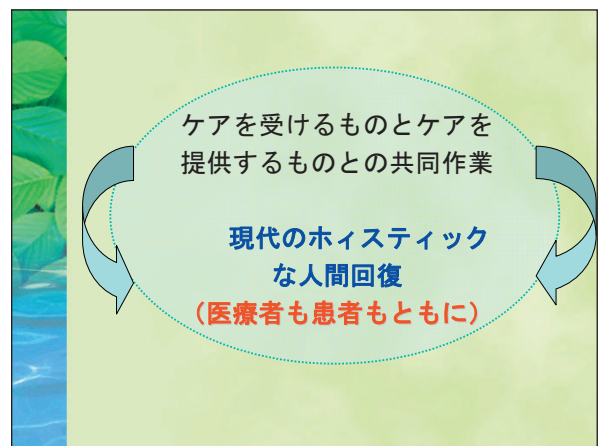 ケアを受けるものとケアを
提供するものとの共同作業
現代のホィスティック
な人間回復
（医療者も患者もともに）